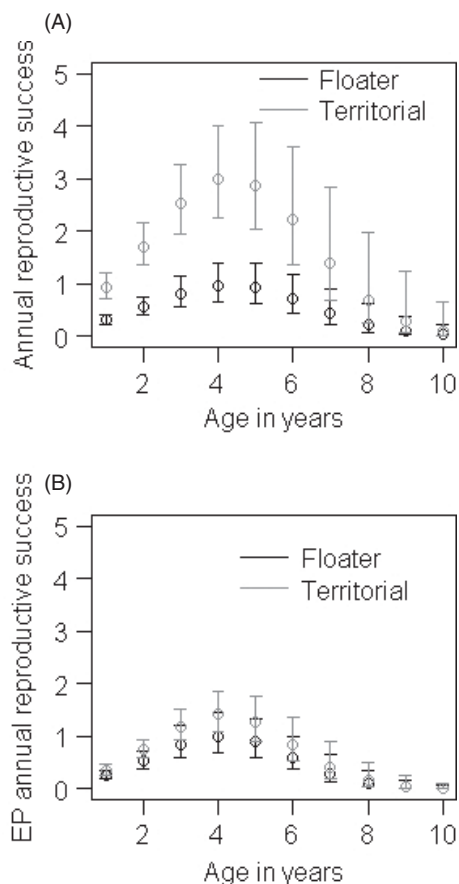 (A)
Annual reproductive success
5
4
3
2
1
0
Floater
Territorial
2 4 6 8 10
Age in years
(B)
EP annual reproductive success
5
4
3
2
1
0
Floater
Territorial
2 4 6 8 10
Age in years